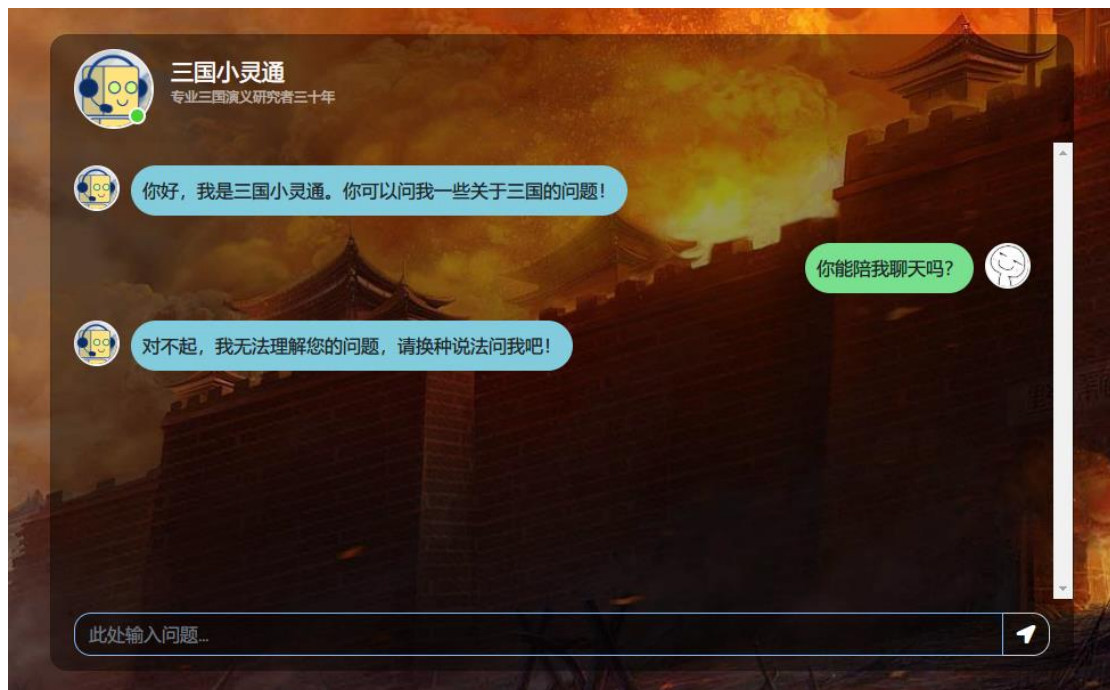 三国小灵通
专业三国演义研究者三十年
你好，我是三国小灵通。你可以问我一些关于三国的问题！
你能陪我聊天吗？
对不起，我无法理解您的问题，请换种说法问我吧！
此处输入问题...